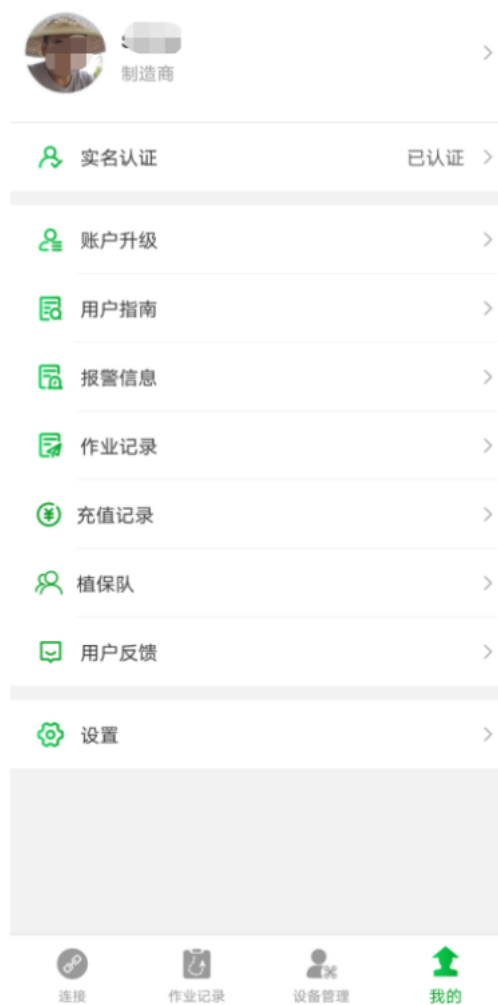 制造商
实名认证 已认证
账户升级
用户指南
报警信息
作业记录
充值记录
植保队
用户反馈
设置
连接 作业记录 设备管理 我的